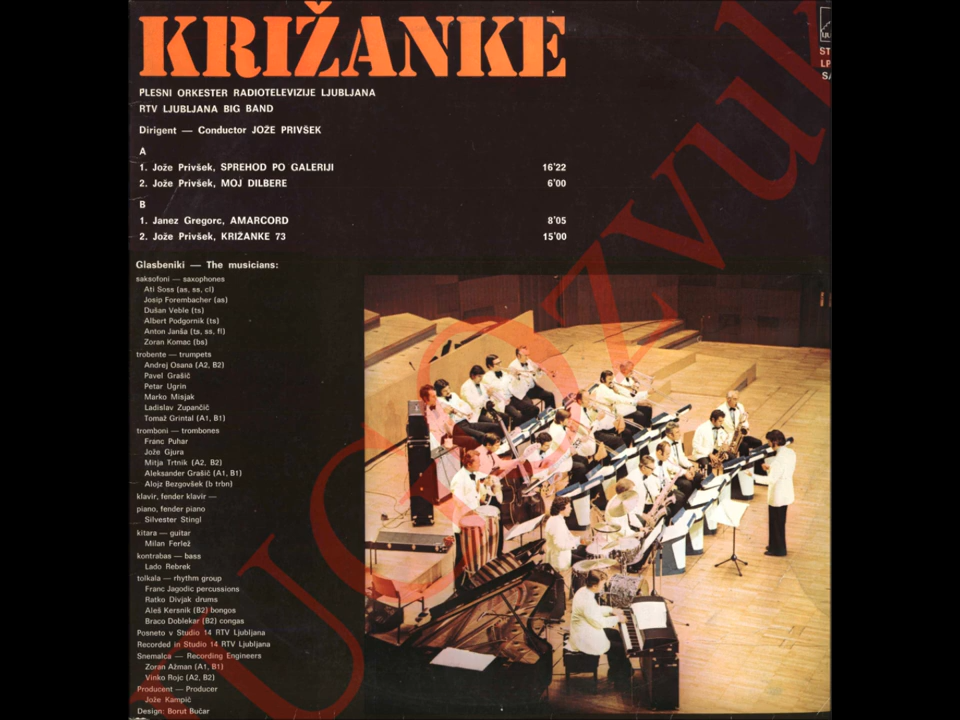 KRIŽANKE
PLESNI ORKESTER RADIOTELEVIZIJE LJUBLJANA
RTV LJUBLJANA BIG BAND
Dirigent — Conductor JOŽE PRIVŠEK
A
1. Jože Privšek, SPREHOD PO GALERIJI 16'22
2. Jože Privšek, MOJ DILBERE 6'00
B
1. Janez Gregorc, AMARCORD 8'05
2. Jože Privšek, KRIŽANKE 73 15'00
Glasbeniki — The musicians:
saksofoni — saxophones
Ati Soss (as, ss, cl)
Josip Forembacher (as)
Dušan Veble (ts)
Albert Podgornik (ts)
Anton Janša (ts, ss, fl)
Zoran Komac (bs)
trobente — trumpets
Andrej Osana (A2, B2)
Pavel Grašič
Petar Ugrin
Marko Misjak
Ladislav Zupančič
Tomaž Grintal (A1, B1)
tromboni — trombones
Franc Puhar
Jože Gjura
Mitja Trtnik (A2, B2)
Aleksander Grašič (A1, B1)
Alojz Bezgovšek (b trbn)
klavir, fender klavir —
piano, fender piano
Silvester Stingl
kitara — guitar
Milan Ferlež
kontrabas — bass
Lado Rebrek
tolkala — rhythm group
Franc Jagodic percussions
Ratko Divjak drums
Aleš Kersnik (B2) bongos
Braco Doblekar (B2) congas
Posneto v Studio 14 RTV Ljubljana
Recorded in Studio 14 RTV Ljubljana
Snemalca — Recording Engineers
Zoran Ažman (A1, B1)
Vinko Rojc (A2, B2)
Producent — Producer
Jože Kampič
Design: Borut Bučar
ST
LP